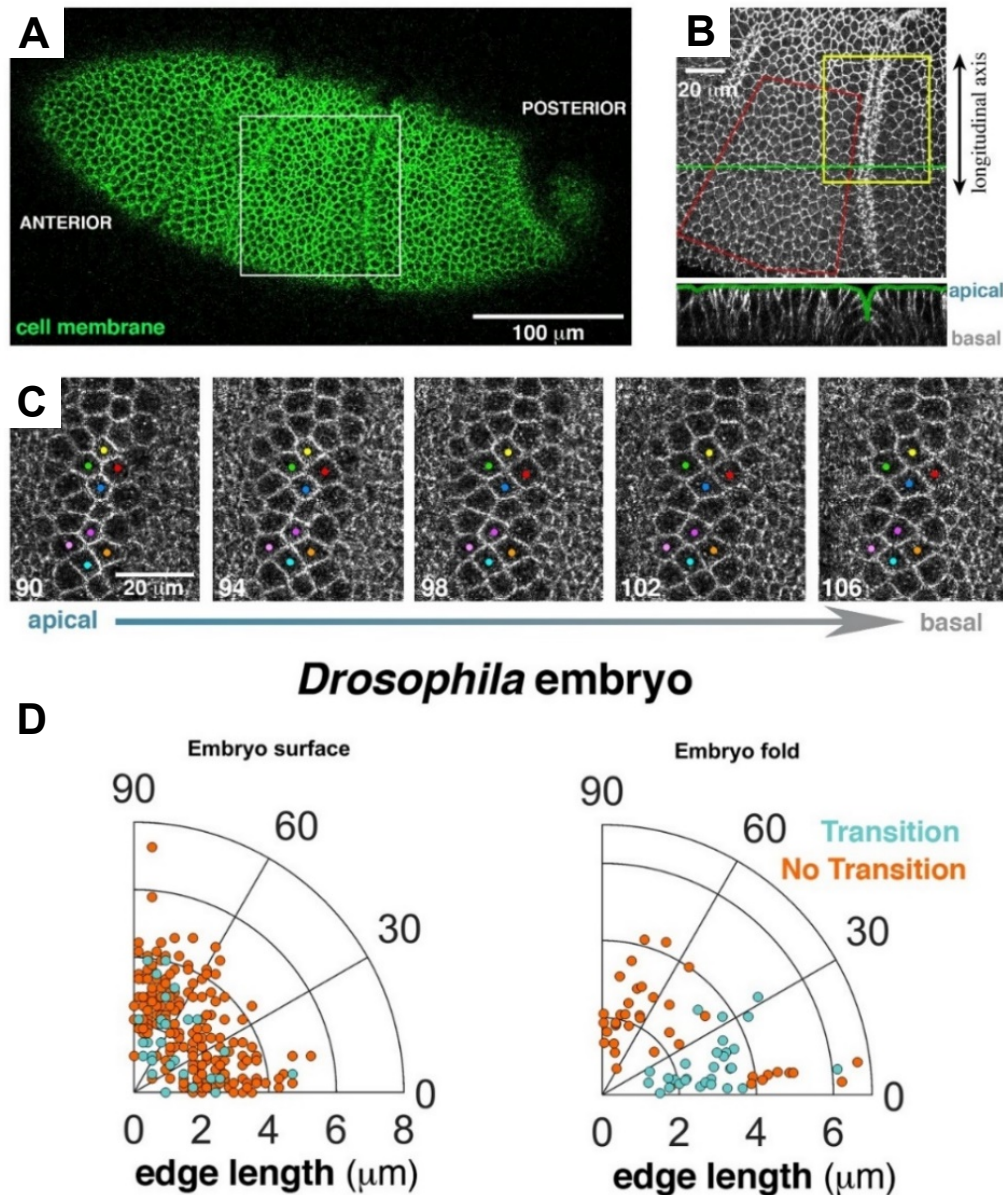 A
POSTERIOR
ANTERIOR
cell membrane
100 μm
B
20 μm
longitudinal axis
apical
basal
C
90
20 μm
94
98
102
106
apical
basal
Drosophila embryo
D
Embryo surface
90
60
30
0
0 2 4 6 8
edge length (μm)
Embryo fold
90
60
30
0
Transition
No Transition
0 2 4 6
edge length (μm)